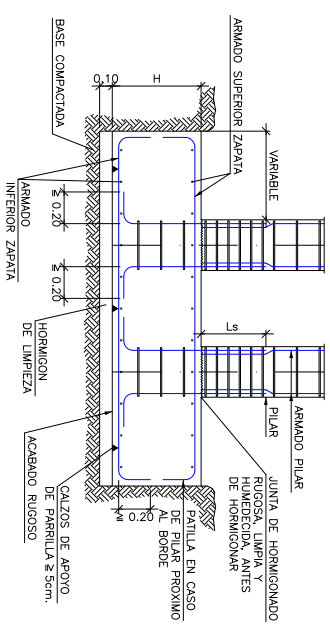 ARMADO SUPERIOR
ZAPATA
VARIABLE
Ls
ARMADO PILAR
PILAR
JUNTA DE HORMIGONADO
RUGOSA, LIMPIA Y
HUMEDECIDA, ANTES
DE HORMIGONAR
H
0.10
PATILLA EN CASO
DE PILAR PROXIMO
AL BORDE
≥ 0.20
BASE COMPACTADA
ARMADO
INFERIOR ZAPATA
≥ 0.20
≥ 0.20
HORMIGON
DE LIMPIEZA
ACABADO RUGOSO
CALZOS DE APOYO
DE PARRILLA ≥ 5cm.